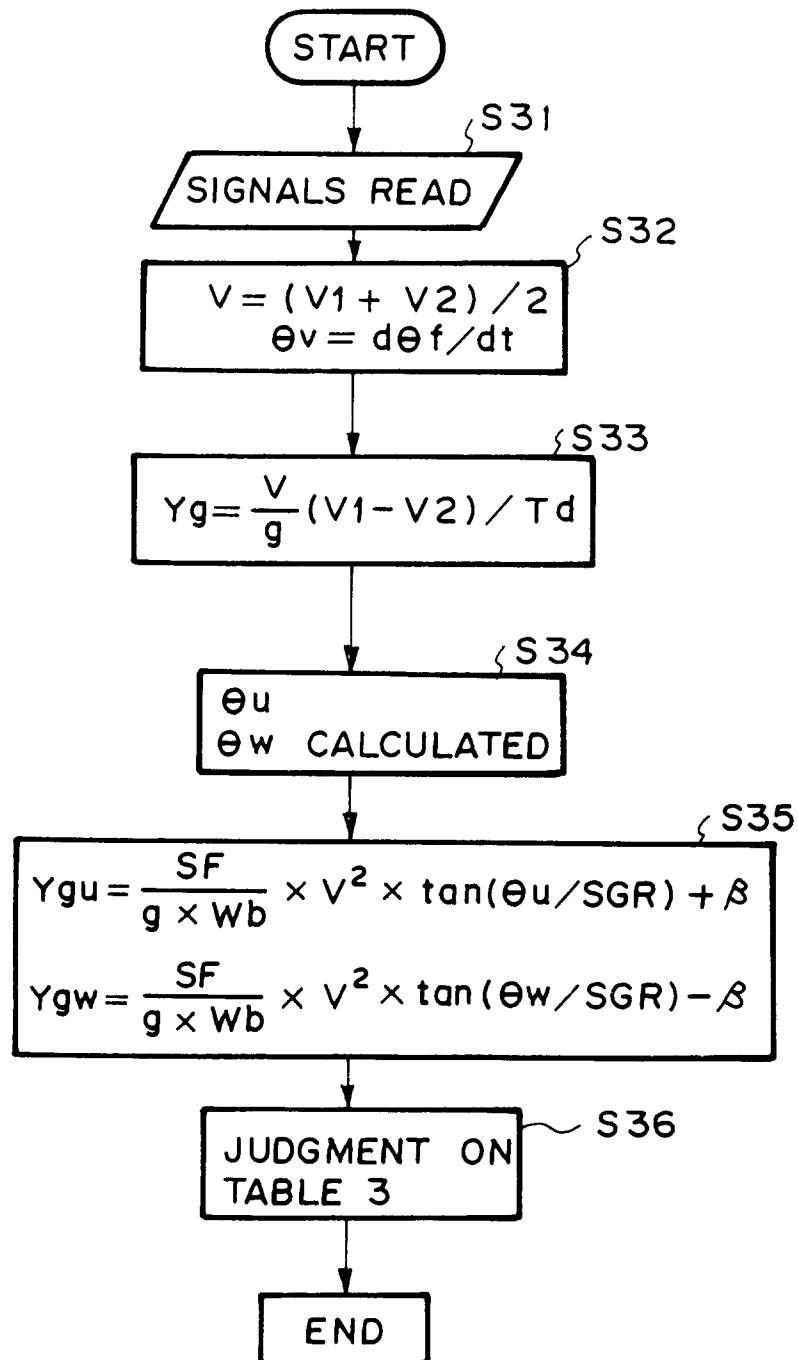 START
S31
SIGNALS READ
S32
V = (V1 + V2) / 2
θv = dθf/dt
S33
Yg = V/g (V1 - V2) / Td
S34
θu
θw CALCULATED
S35
Ygu = SF/(g × Wb) × V² × tan(θu/SGR) + β
Ygw = SF/(g × Wb) × V² × tan(θw/SGR) - β
S36
JUDGMENT ON
TABLE 3
END